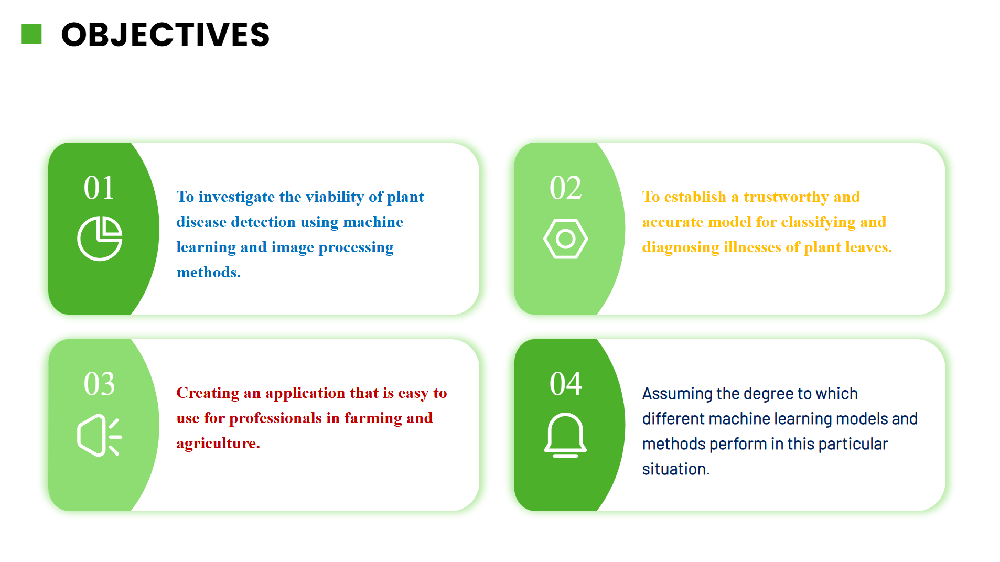 OBJECTIVES
01
To investigate the viability of plant
disease detection using machine
learning and image processing
methods.
02
To establish a trustworthy and
accurate model for classifying and
diagnosing illnesses of plant leaves.
03
Creating an application that is easy to
use for professionals in farming and
agriculture.
04
Assuming the degree to which
different machine learning models and
methods perform in this particular
situation.